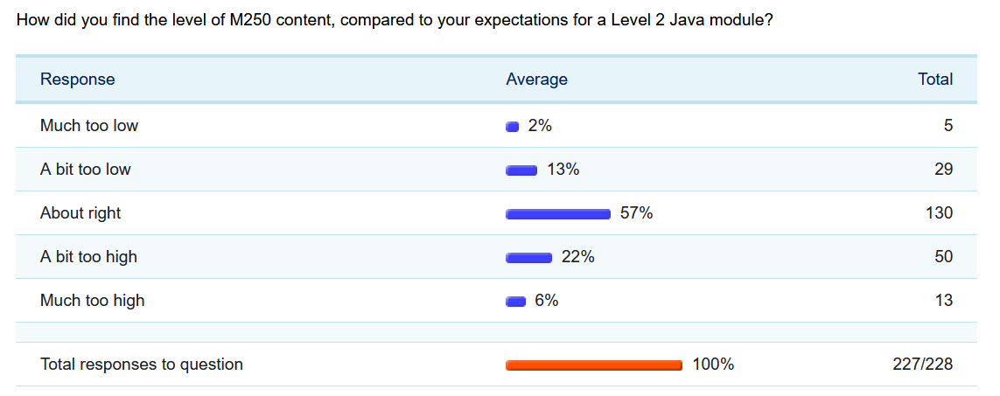 How did you find the level of M250 content, compared to your expectations for a Level 2 Java module?
Response Average Total
Much too low 2% 5
A bit too low 13% 29
About right 57% 130
A bit too high 22% 50
Much too high 6% 13
Total responses to question 100% 227/228